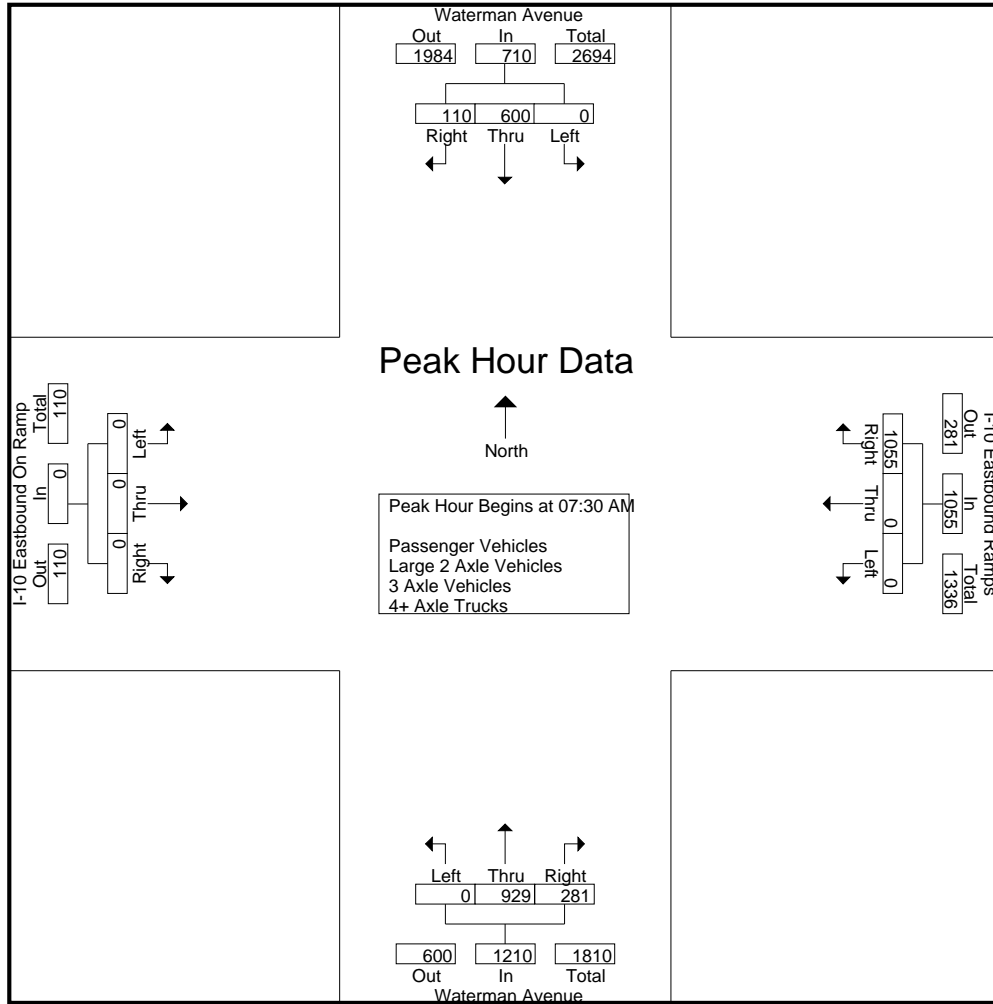 Waterman Avenue
Out In Total
1984 710 2694
110 600 0
Right Thru Left
Peak Hour Data
North
Peak Hour Begins at 07:30 AM
Passenger Vehicles
Large 2 Axle Vehicles
3 Axle Vehicles
4+ Axle Trucks
I-10 Eastbound On Ramp
Out In Total
110 0 110
Right Thru Left
0 0 0
I-10 Eastbound Ramps
Out In Total
281 1055 1336
1055 0 0
Right Thru Left
Left Thru Right
0 929 281
600 1210 1810
Out In Total
Waterman Avenue